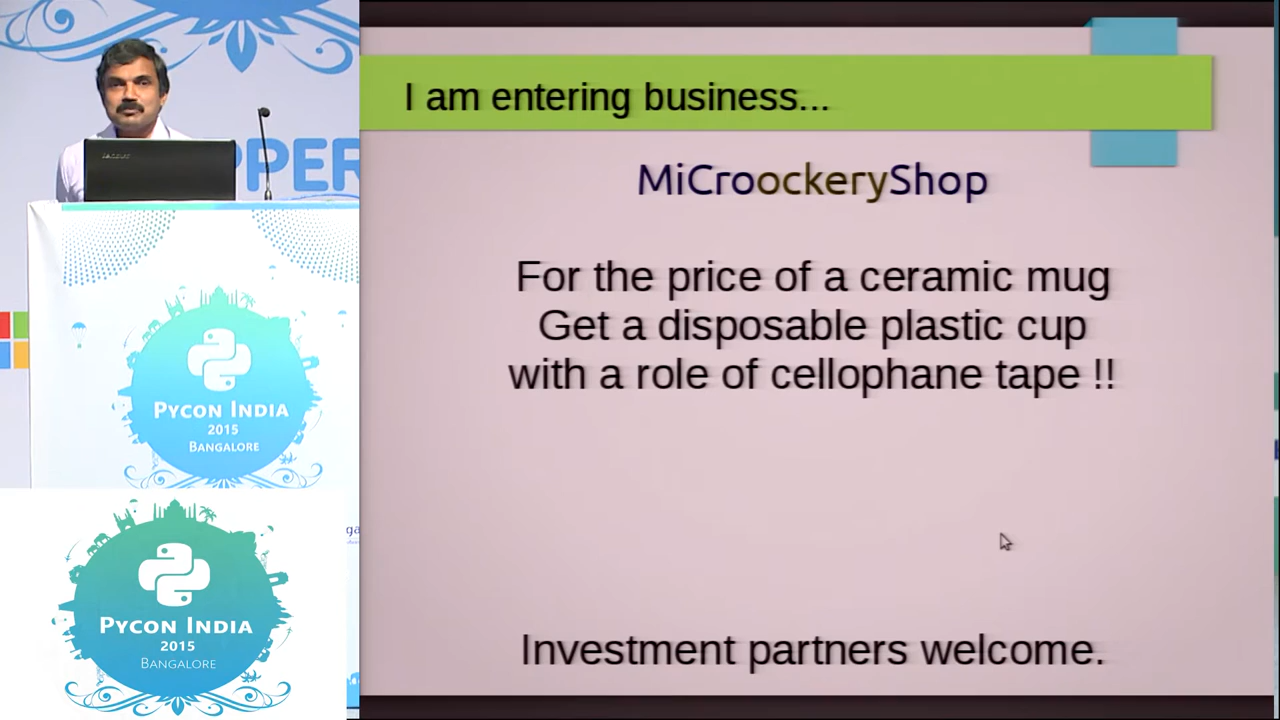 I am entering business...
MiCroockeryShop
For the price of a ceramic mug
Get a disposable plastic cup
with a role of cellophane tape !!
Investment partners welcome.
PPER
PYCON INDIA
2015
BANGALORE
PYCON INDIA
2015
BANGALORE